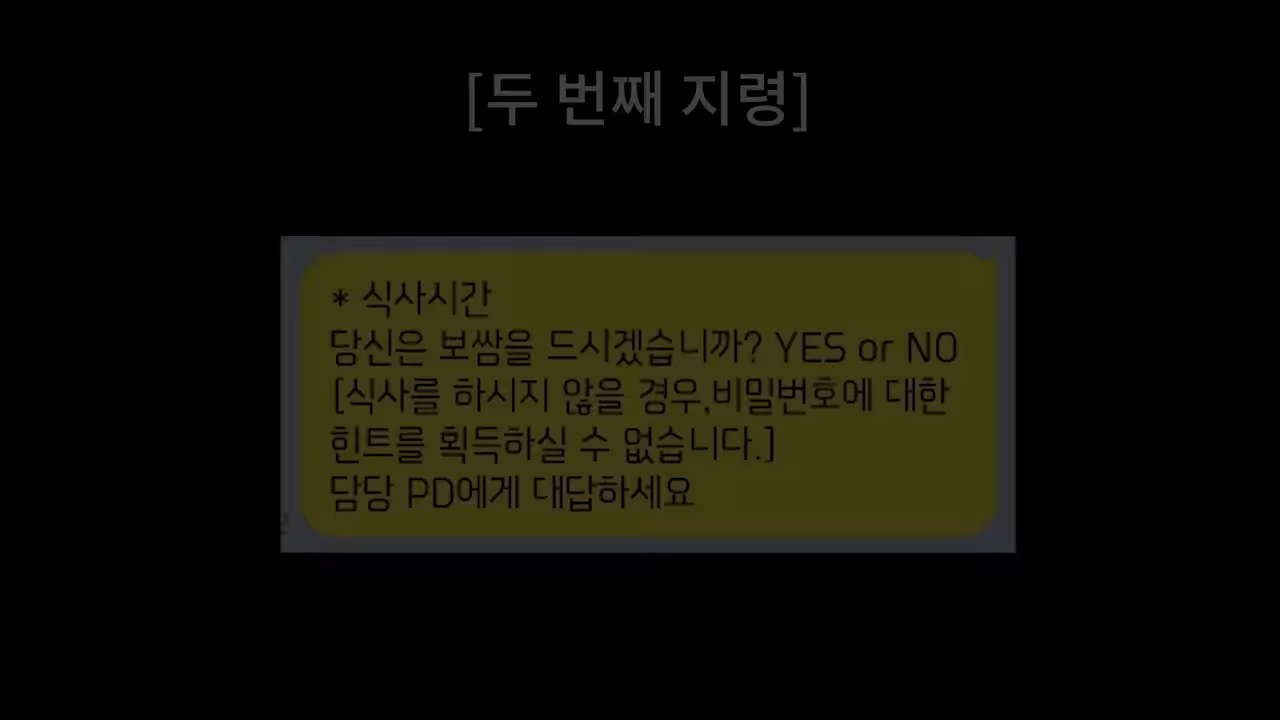 [두 번째 지령]
* 식사시간
당신은 보쌈을 드시겠습니까? YES or NO
[식사를 하시지 않을 경우,비밀번호에 대한
힌트를 획득하실 수 없습니다.]
담당 PD에게 대답하세요